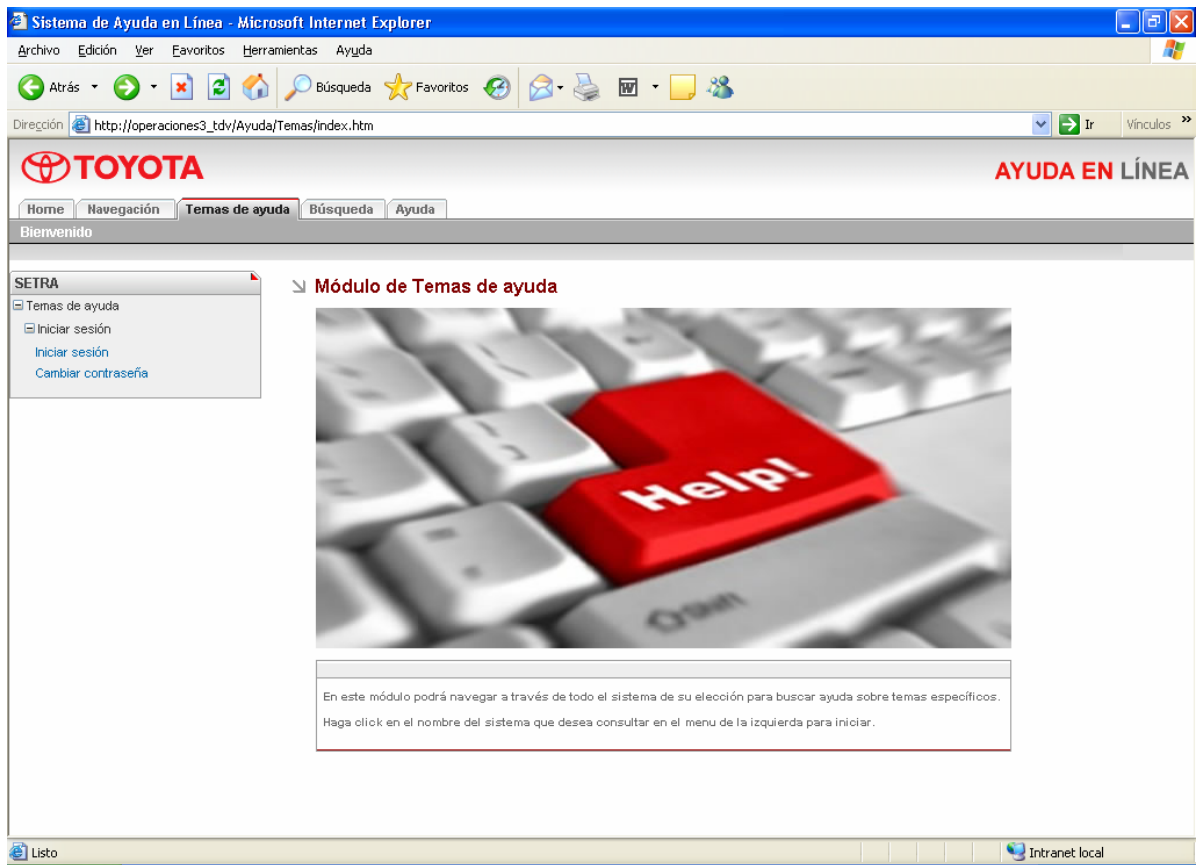 Sistema de Ayuda en Línea - Microsoft Internet Explorer
Archivo Edición Ver Favoritos Herramientas Ayuda
Atrás Búsqueda Favoritos
Dirección http://operaciones3_tdv/Ayuda/Temas/index.htm Ir Vínculos »
TOYOTA
AYUDA EN LÍNEA
Home Navegación Temas de ayuda Búsqueda Ayuda
Bienvenido
SETRA
Temas de ayuda
Iniciar sesión
Iniciar sesión
Cambiar contraseña
Módulo de Temas de ayuda
Help!
Shift
En este módulo podrá navegar a través de todo el sistema de su elección para buscar ayuda sobre temas específicos.
Haga click en el nombre del sistema que desea consultar en el menu de la izquierda para iniciar.
Listo
Intranet local